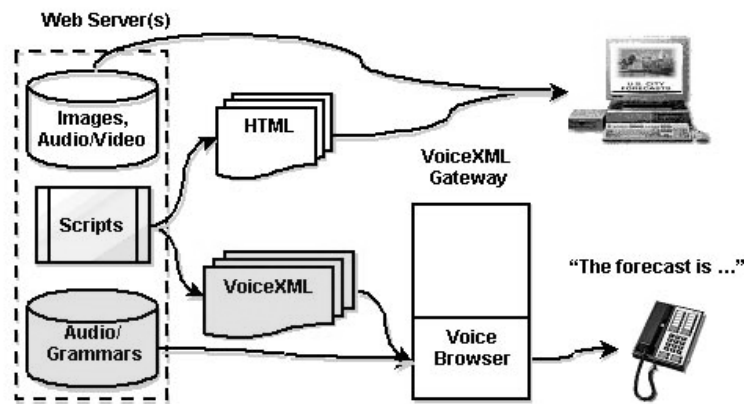 Web Server(s)
Images,
Audio/Video
HTML
U.S. CITY
FORECASTS
VoiceXML
Gateway
Scripts
VoiceXML
"The forecast is ..."
Audio/
Grammars
Voice
Browser